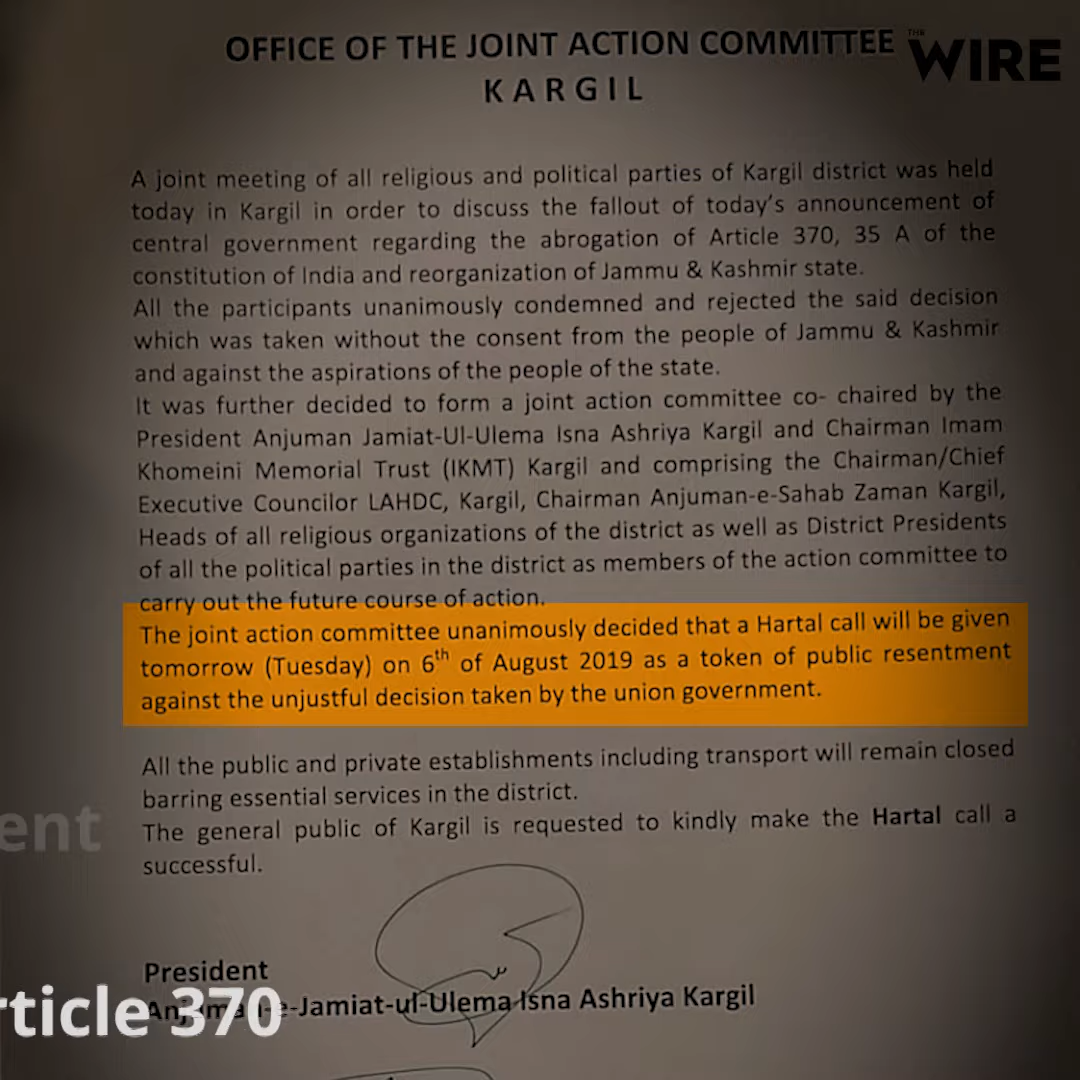 OFFICE OF THE JOINT ACTION COMMITTEE
THE WIRE
KARGIL
A joint meeting of all religious and political parties of Kargil district was held
today in Kargil in order to discuss the fallout of today's announcement of
central government regarding the abrogation of Article 370, 35 A of the
constitution of India and reorganization of Jammu & Kashmir state.
All the participants unanimously condemned and rejected the said decision
which was taken without the consent from the people of Jammu & Kashmir
and against the aspirations of the people of the state.
It was further decided to form a joint action committee co- chaired by the
President Anjuman Jamiat-Ul-Ulema Isna Ashriya Kargil and Chairman Imam
Khomeini Memorial Trust (IKMT) Kargil and comprising the Chairman/Chief
Executive Councilor LAHDC, Kargil, Chairman Anjuman-e-Sahab Zaman Kargil,
Heads of all religious organizations of the district as well as District Presidents
of all the political parties in the district as members of the action committee to
carry out the future course of action.
The joint action committee unanimously decided that a Hartal call will be given
tomorrow (Tuesday) on 6th of August 2019 as a token of public resentment
against the unjustful decision taken by the union government.
All the public and private establishments including transport will remain closed
barring essential services in the district.
ent
The general public of Kargil is requested to kindly make the Hartal call a
successful.
President
Anjuman-e-Jamiat-ul-Ulema Isna Ashriya Kargil
rticle 370